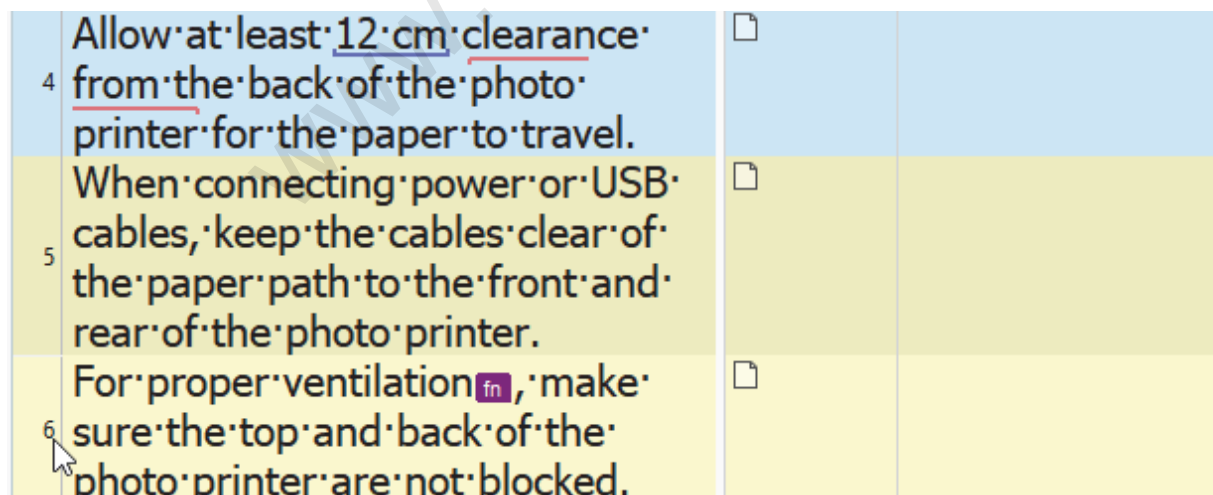 Allow·at·least·12·cm·clearance·
4 from·the·back·of·the·photo·
printer·for·the·paper·to·travel.
When·connecting·power·or·USB·
cables,·keep·the·cables·clear·of·
5
the·paper·path·to·the·front·and·
rear·of·the·photo·printer.
For·proper·ventilation fn ,·make·
6 sure·the·top·and·back·of·the·
photo·printer·are·not·blocked.
www.